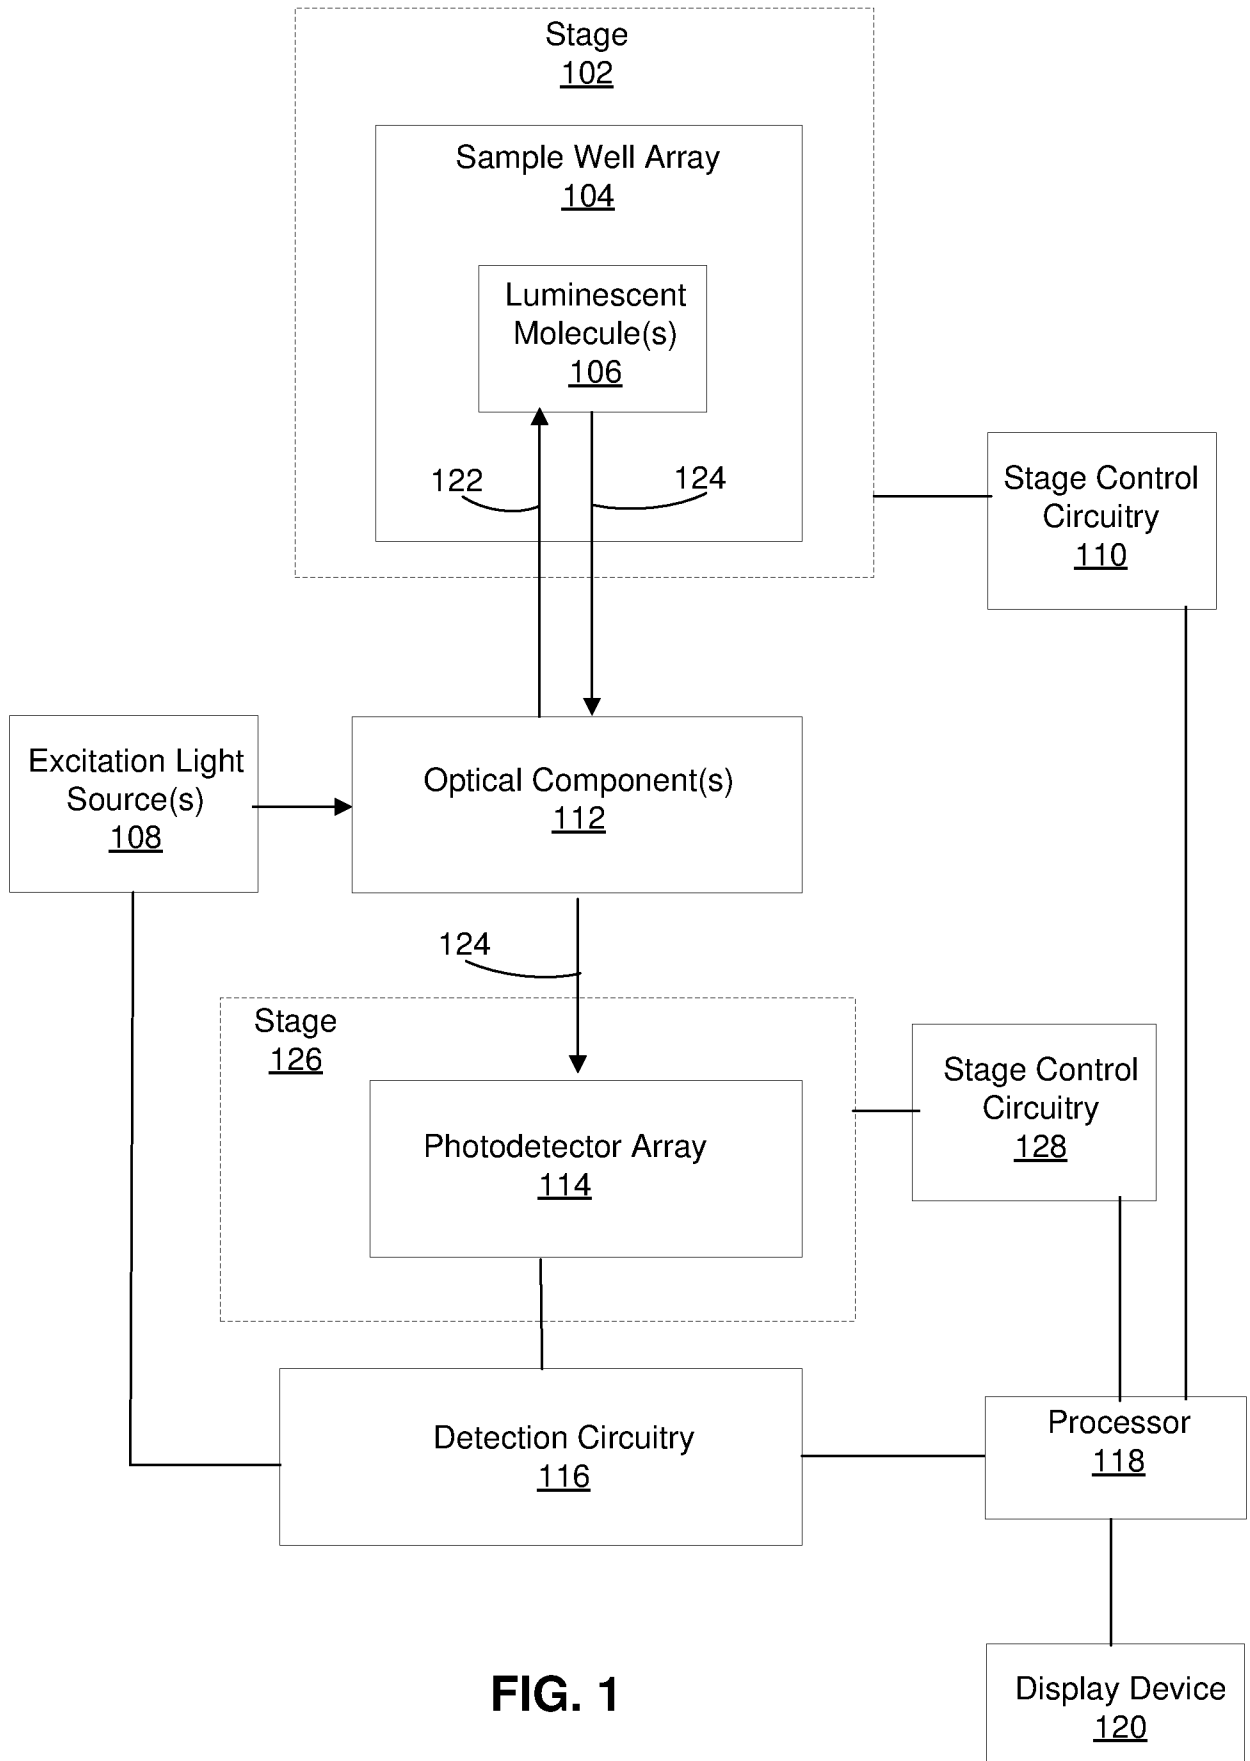 Stage
102
Sample Well Array
104
Luminescent
Molecule(s)
106
122
124
Stage Control
Circuitry
110
Excitation Light
Source(s)
108
Optical Component(s)
112
124
Stage
126
Stage Control
Circuitry
128
Photodetector Array
114
Detection Circuitry
116
Processor
118
Display Device
120
FIG. 1